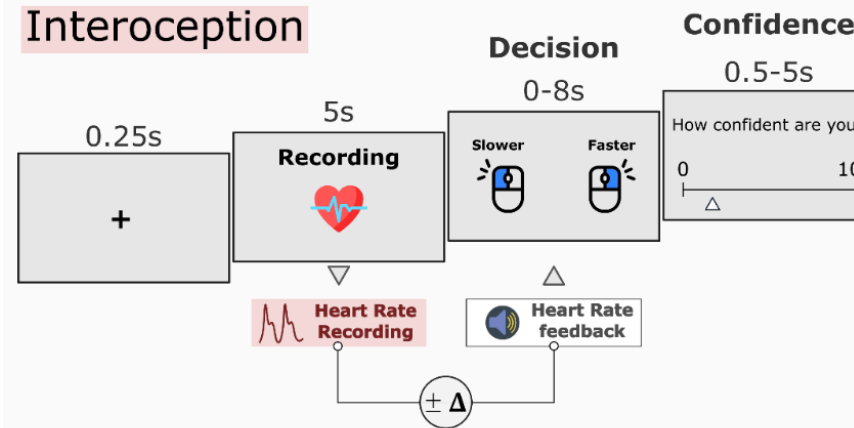 Interoception
Decision
Confidence
0.25s
5s
0-8s
0.5-5s
+
Recording
Slower
Faster
How confident are you
0
10
Heart Rate
Recording
Heart Rate
feedback
± Δ